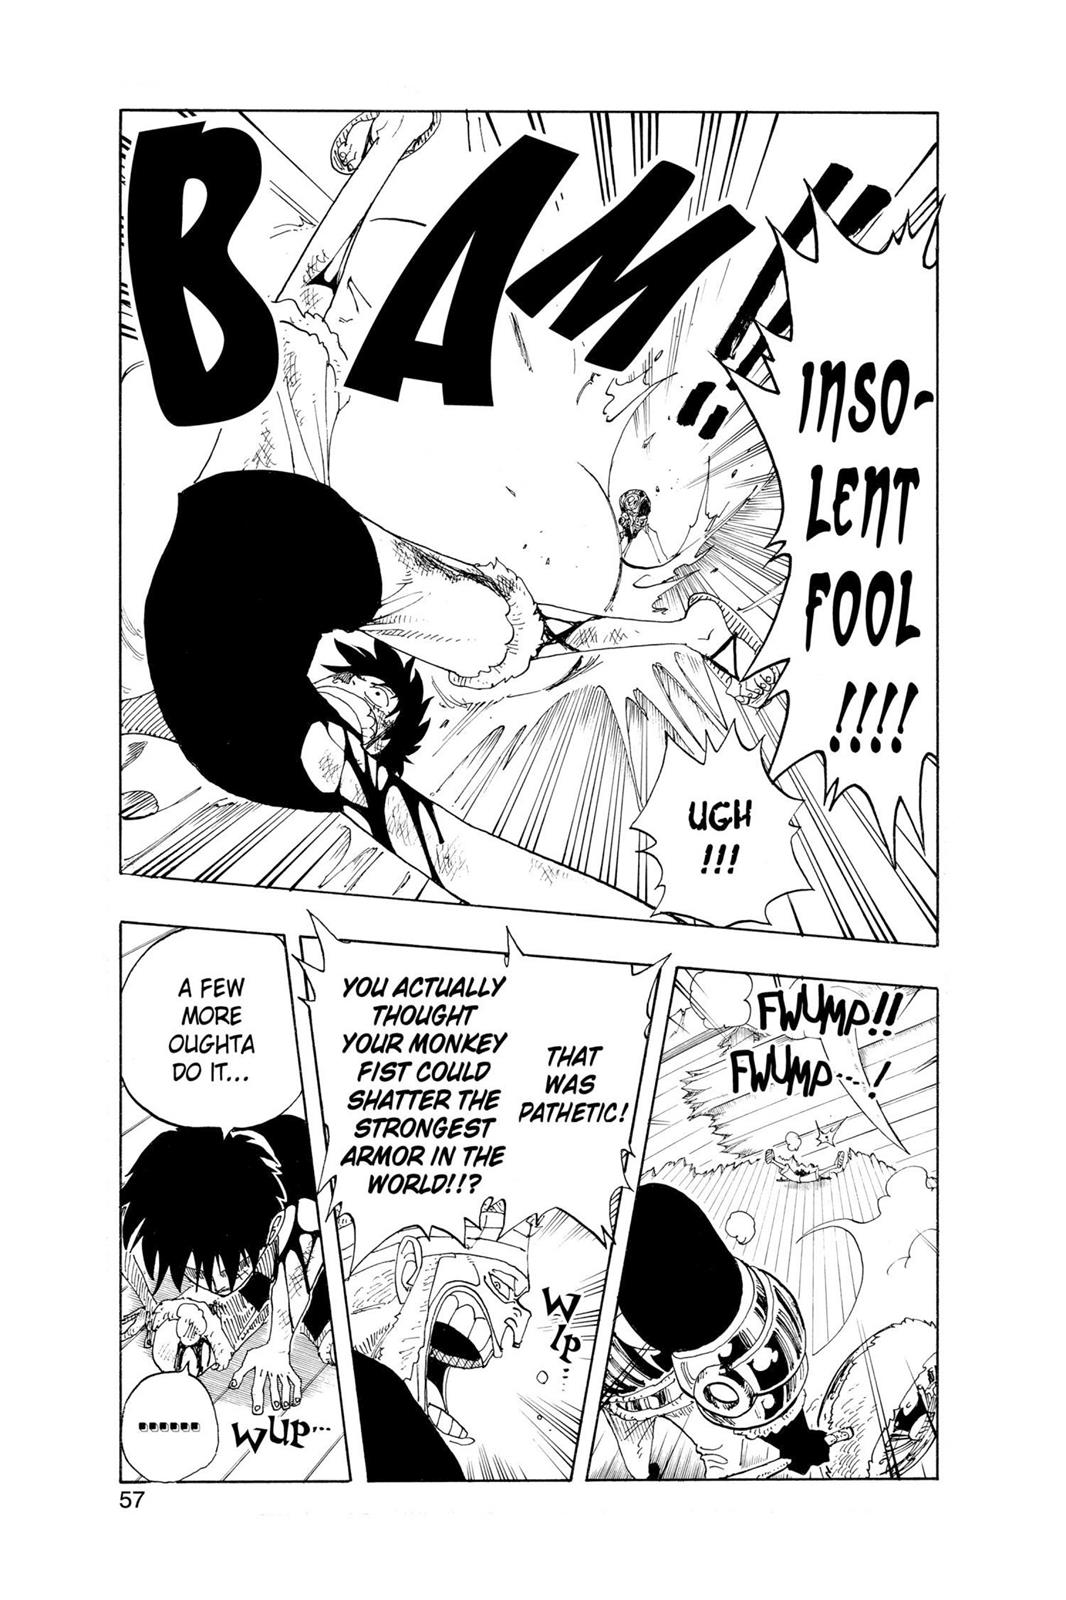 BAM!!
INSO-
LENT
FOOL
!!!!
UGH
!!!
FWUMP!!
FWUMP...!
THAT
WAS
PATHETIC!
YOU ACTUALLY
THOUGHT
YOUR MONKEY
FIST COULD
SHATTER THE
STRONGEST
ARMOR IN THE
WORLD!!?
WIP...
A FEW
MORE
OUGHTA
DO IT...
......
WUP...
57